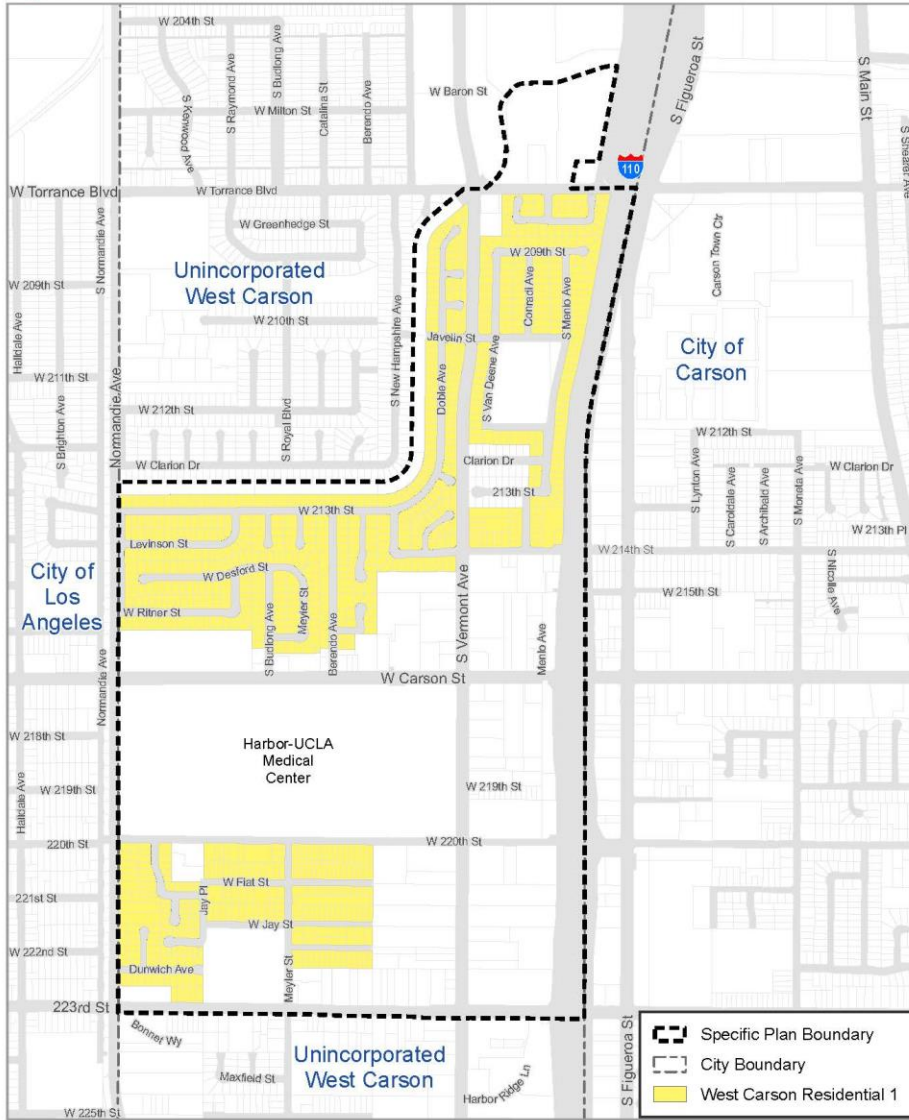 W 204th St
S Kenwood Ave
S Raymond Ave
S Budlong Ave
Catalina St
Berendo Ave
W Milton St
W Baron St
S Figueroa St
S Main St
S Shearer Ave
110
W Torrance Blvd
W Torrance Blvd
W Greenhedge St
W 209th St
S Normandie Ave
Unincorporated
West Carson
W 209th St
Conradi Ave
S Menlo Ave
Carson Town Ctr
W 210th St
S New Hampshire Ave
Javelin St
Halldale Ave
W 211th St
S Brighton Ave
Normandie Ave
W 212th St
S Royal Blvd
Doble Ave
S Van Deene Ave
City of
Carson
W 212th St
W Clarion Dr
Clarion Dr
S Lynton Ave
S Caroldale Ave
S Archibald Ave
S Moneta Ave
W Clarion Dr
W 213th St
213th St
W 213th Pl
Levinson St
W 214th St
City of
Los
Angeles
W Desford St
S Vermont Ave
W 215th St
S Nicolle Ave
W Ritner St
S Budlong Ave
Meyler St
Berendo Ave
Menlo Ave
Normandie Ave
W Carson St
W 218th St
Harbor-UCLA
Medical
Center
Halldale Ave
W 219th St
W 219th St
220th St
W 220th St
W Flat St
221st St
Jay Pl
W Jay St
W 222nd St
Dunwich Ave
Meyler St
223rd St
Bonnet Wy
Unincorporated
West Carson
Maxfield St
Harbor Ridge Ln
S Figueroa St
W 225th St
Specific Plan Boundary
City Boundary
West Carson Residential 1